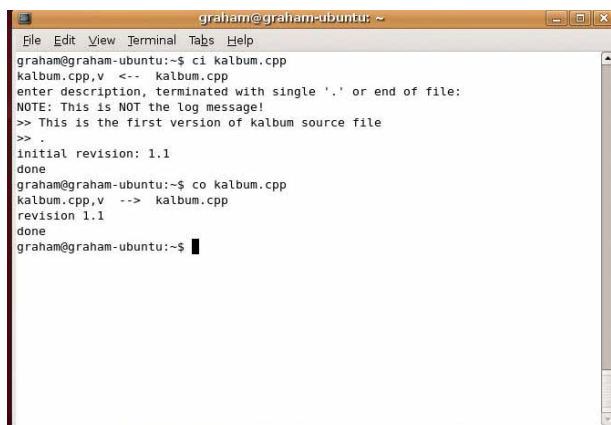 graham@graham-ubuntu: ~
File Edit View Terminal Tabs Help
graham@graham-ubuntu:~$ ci kalbum.cpp
kalbum.cpp,v <-- kalbum.cpp
enter description, terminated with single '.' or end of file:
NOTE: This is NOT the log message!
>> This is the first version of kalbum source file
>> .
initial revision: 1.1
done
graham@graham-ubuntu:~$ co kalbum.cpp
kalbum.cpp,v --> kalbum.cpp
revision 1.1
done
graham@graham-ubuntu:~$